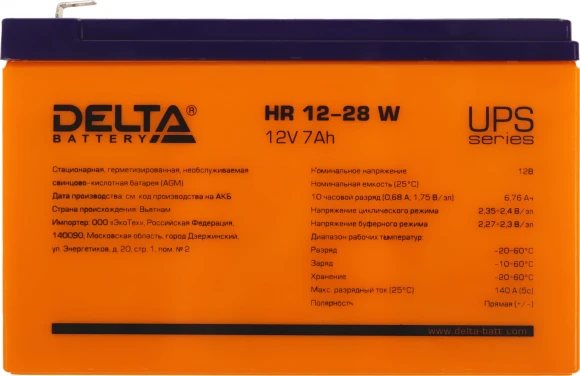 DELTA®
BATTERY
HR 12-28 W
12V 7Ah
UPS
series
Стационарная, герметизированная, необслуживаемая
свинцово-кислотная батарея (AGM)
Дата производства: см. код производства на АКБ
Страна происхождения: Вьетнам
Импортер: ООО «ЭкоТех», Российская Федерация,
140090, Московская область, город Дзержинский,
ул. Энергетиков, д. 20, стр. 1, пом. №2
Номинальное напряжение 12В
Номинальная емкость (25°С)
10 часовой разряд (0,68 А; 1,75 В/эл) 6.76 Ач
Напряжение циклического режима 2,35-2,4 В/эл
Напряжение буферного режима 2,27-2,3 В/эл
Диапазон рабочих температур:
Разряд -20~60°С
Заряд -10~60°С
Хранение -20~60°С
Макс. разрядный ток (25°С) 140 А (5с)
Полярность Прямая (+/-)
www.delta-batt.com